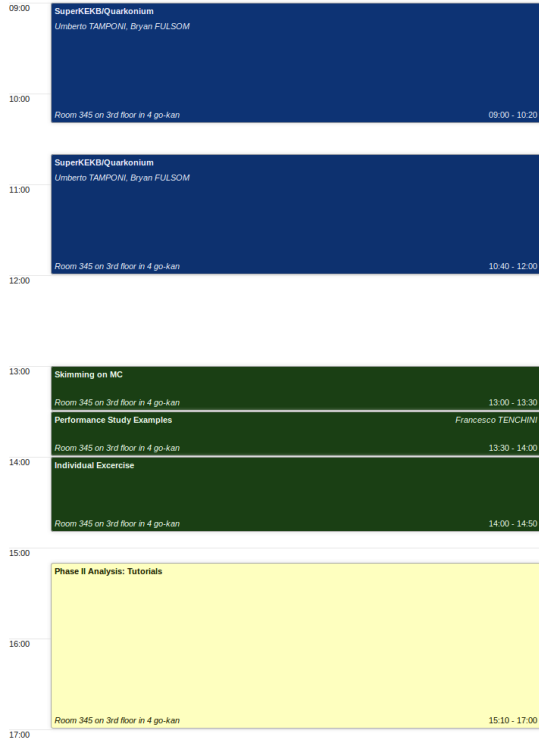 09:00
SuperKEKB/Quarkonium
Umberto TAMPONI, Bryan FULSOM
10:00
Room 345 on 3rd floor in 4 go-kan 09:00 - 10:20
SuperKEKB/Quarkonium
Umberto TAMPONI, Bryan FULSOM
11:00
Room 345 on 3rd floor in 4 go-kan 10:40 - 12:00
12:00
13:00
Skimming on MC
Room 345 on 3rd floor in 4 go-kan 13:00 - 13:30
Performance Study Examples Francesco TENCHINI
Room 345 on 3rd floor in 4 go-kan 13:30 - 14:00
14:00
Individual Excercise
Room 345 on 3rd floor in 4 go-kan 14:00 - 14:50
15:00
Phase II Analysis: Tutorials
16:00
Room 345 on 3rd floor in 4 go-kan 15:10 - 17:00
17:00